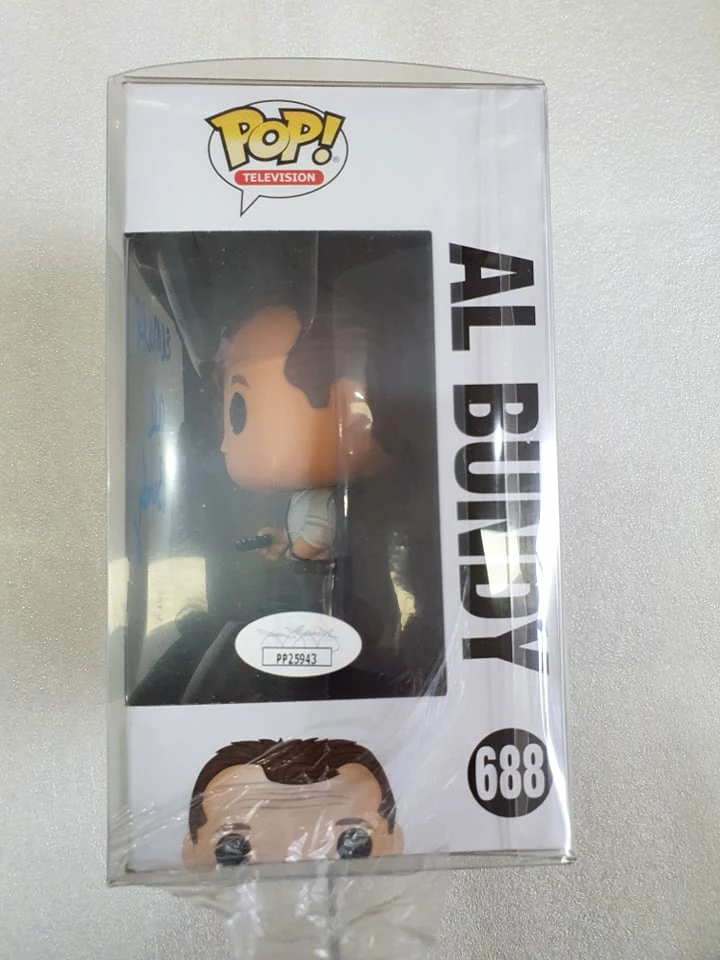 POP!
TELEVISION
AL BUNDY
PP25943
688